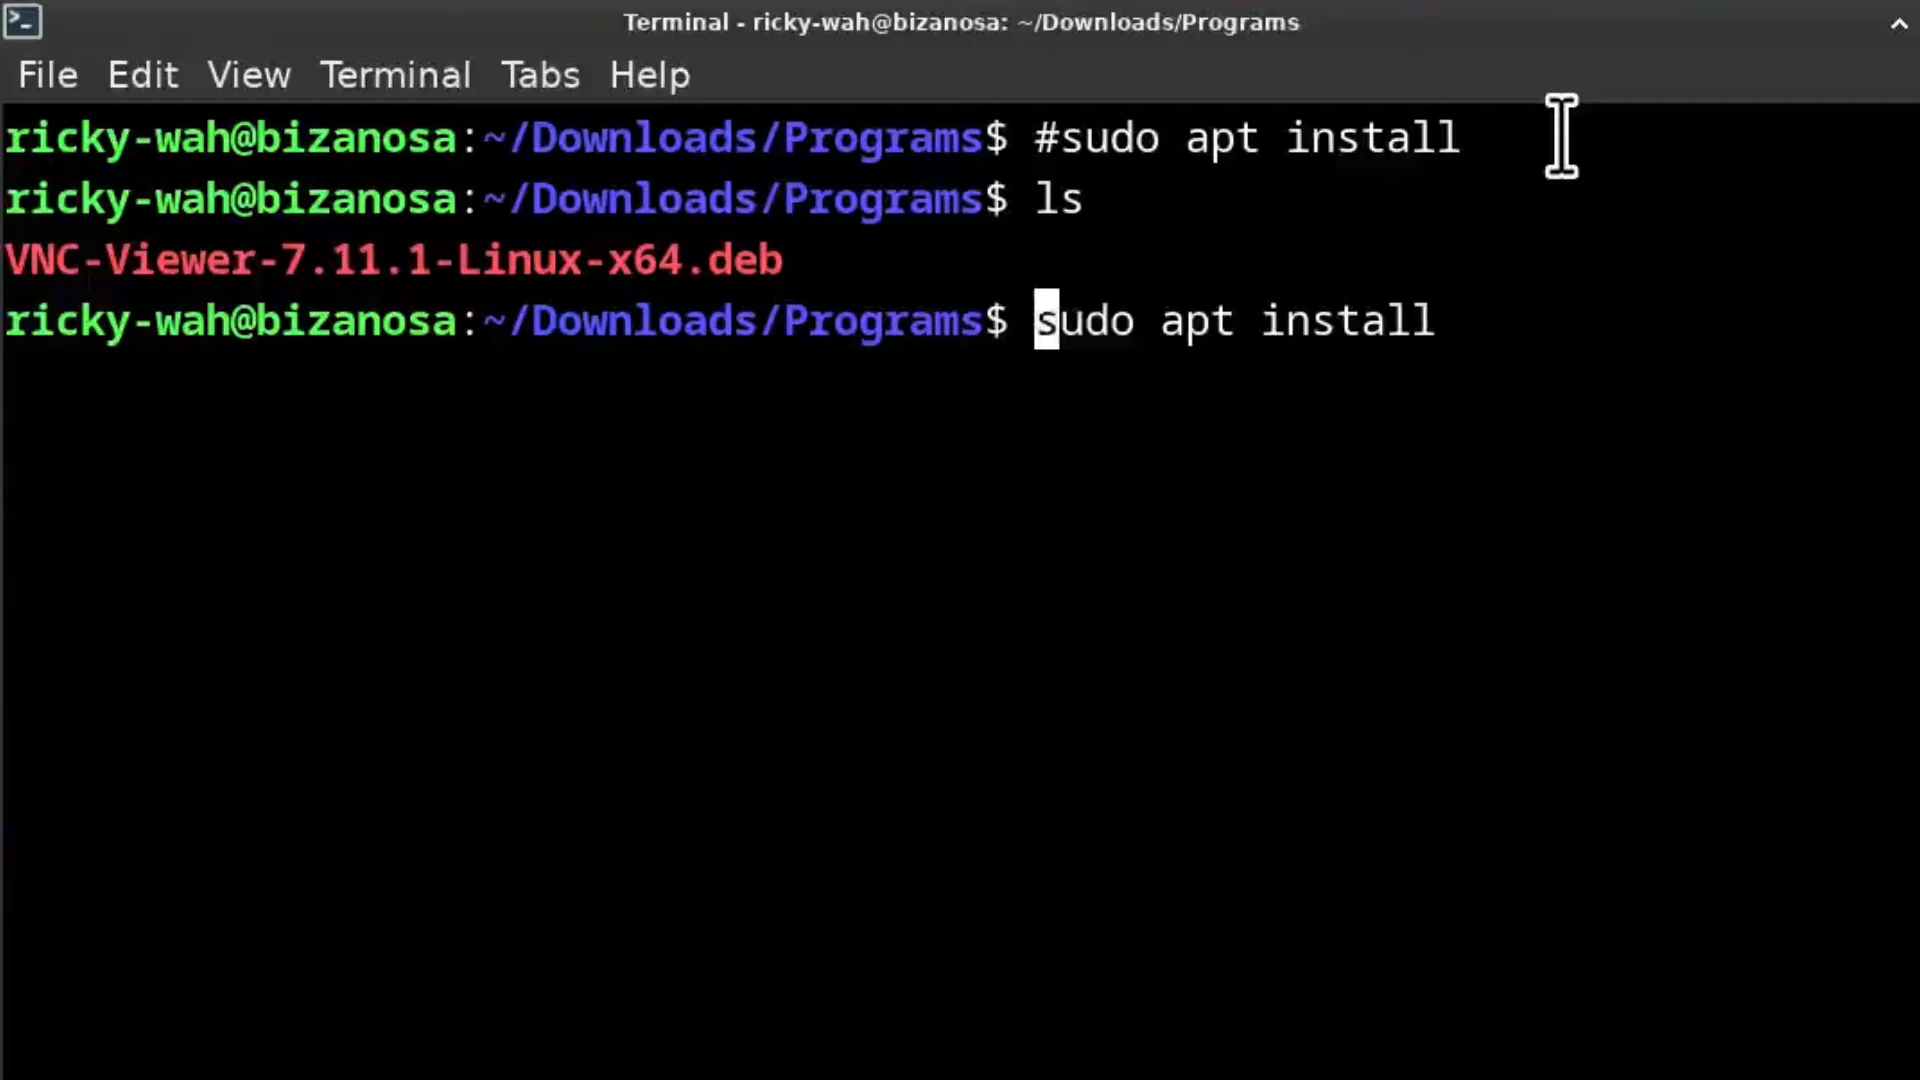 Terminal - ricky-wah@bizanosa: ~/Downloads/Programs
File Edit View Terminal Tabs Help
ricky-wah@bizanosa:~/Downloads/Programs$ #sudo apt install
ricky-wah@bizanosa:~/Downloads/Programs$ ls
VNC-Viewer-7.11.1-Linux-x64.deb
ricky-wah@bizanosa:~/Downloads/Programs$ sudo apt install